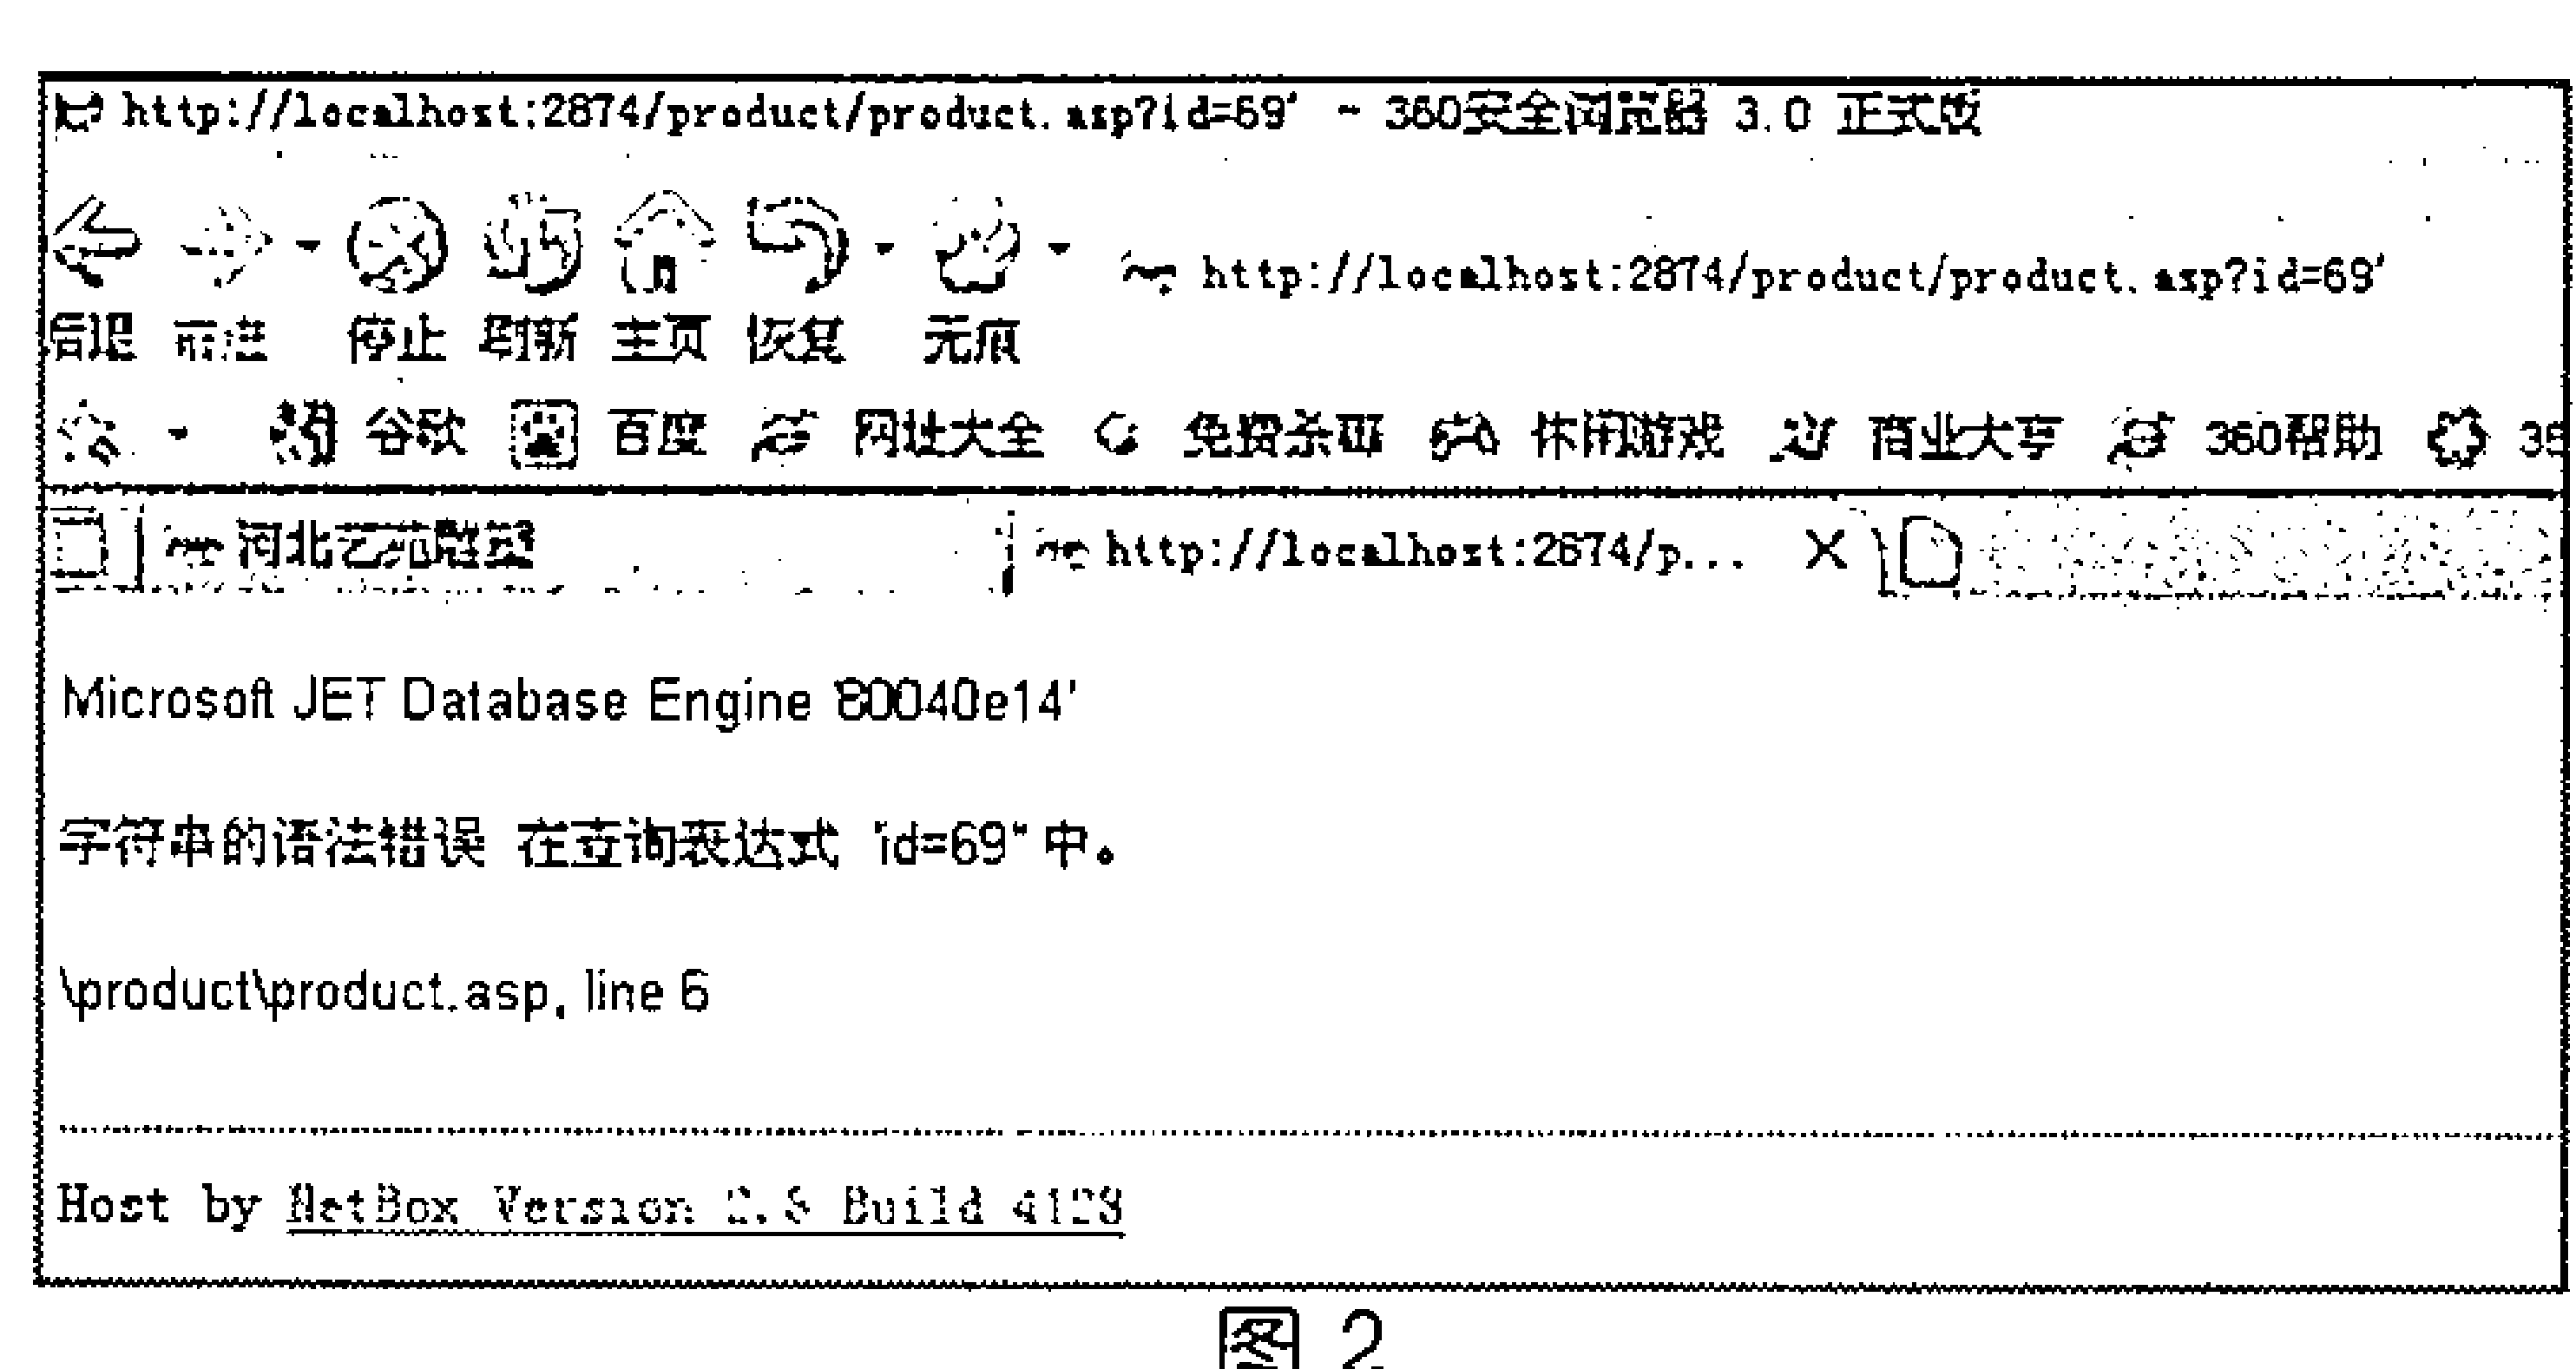 http://localhost:2874/product/product.asp?id=69' ~ 360安全浏览器 3.0 正式版
http://localhost:2874/product/product.asp?id=69'
后退 前进 停止 刷新 主页 恢复 无痕
谷歌 百度 网址大全 免费杀毒 休闲游戏 商业大亨 360帮助 36
河北艺苑雕塑 http://localhost:2874/p...
Microsoft JET Database Engine '80040e14'
字符串的语法错误 在查询表达式 'id=69'' 中。
\product\product.asp, line 6
Host by NetBox Version 2.8 Build 4128
图 2